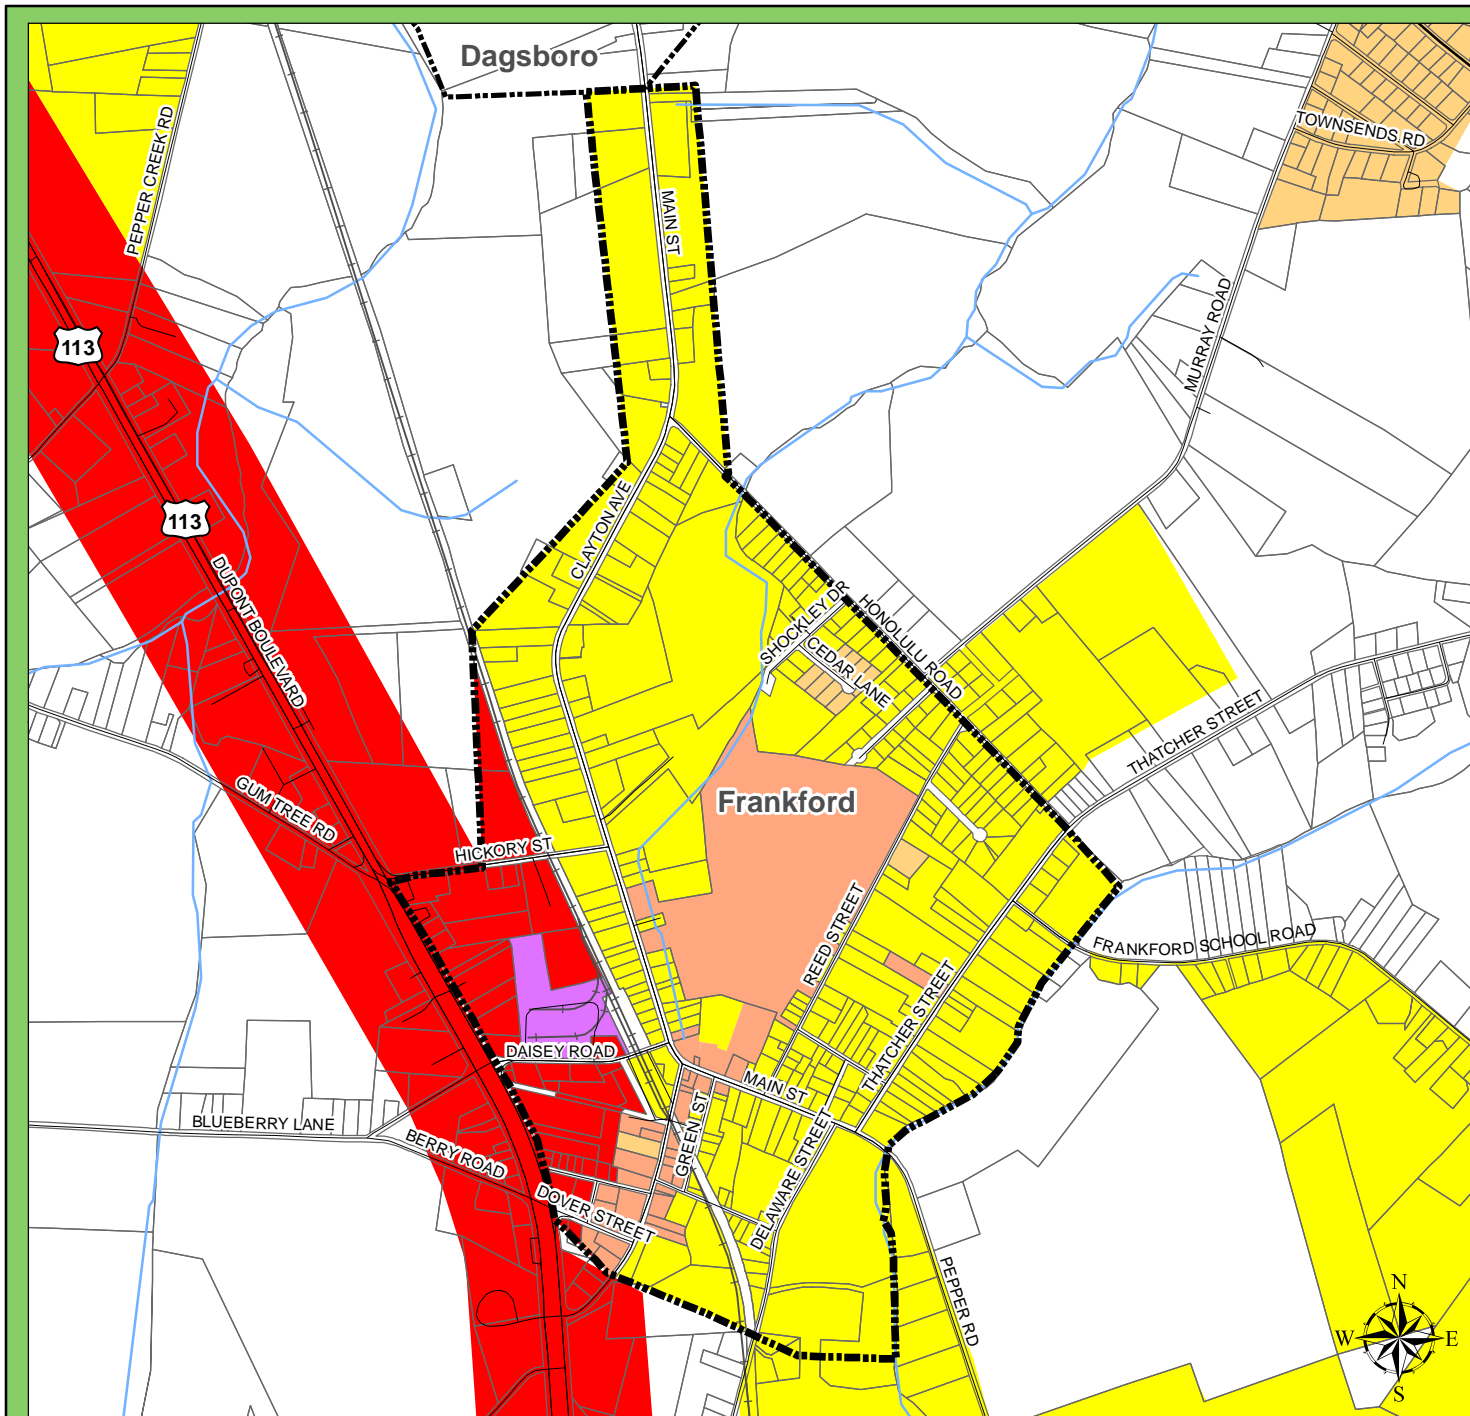 Dagsboro
PEPPER CREEK RD
TOWNSENDS RD
MAIN ST
MURRAY ROAD
113
113
CLAYTON AVE
DUPONT BOULEVARD
SHOCKLEY DR
HONOLULU ROAD
CEDAR LANE
THATCHER STREET
GUM TREE RD
Frankford
HICKORY ST
REED STREET
FRANKFORD SCHOOL ROAD
THATCHER STREET
DAISEY ROAD
MAIN ST
BLUEBERRY LANE
BERRY ROAD
GREEN ST
DELAWARE STREET
DOVER STREET
PEPPER RD
N
W
E
S